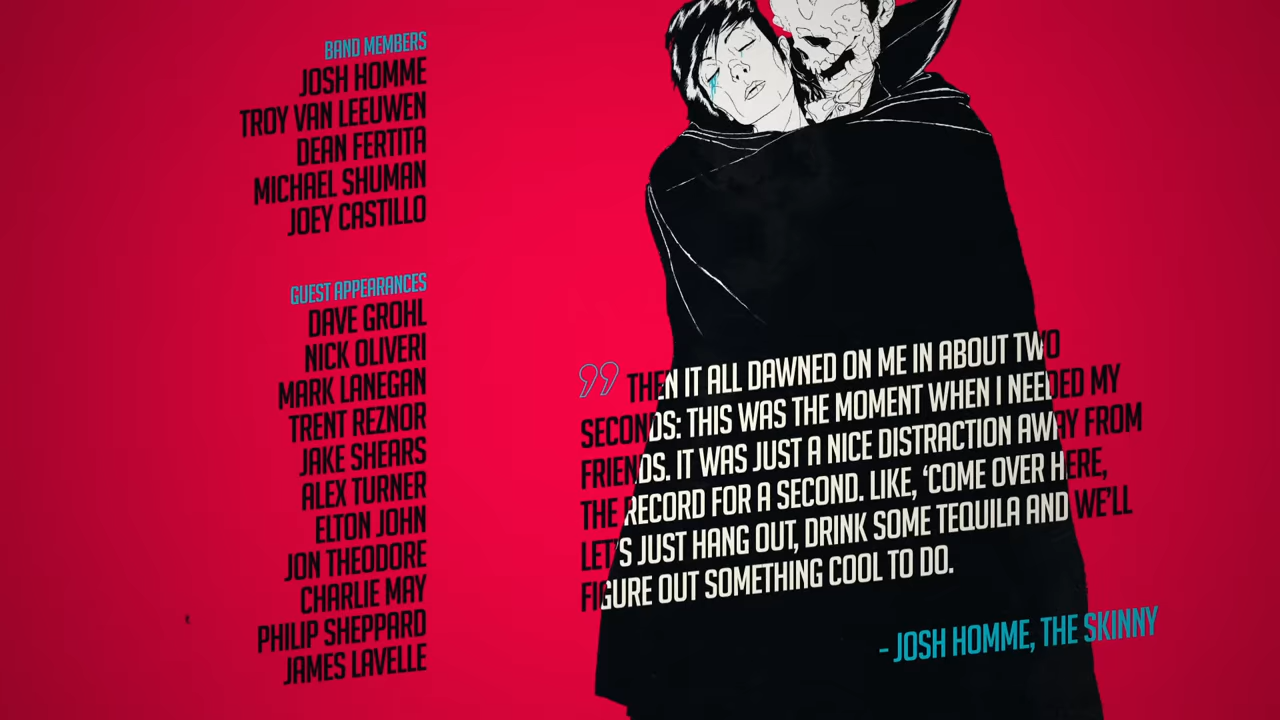 BAND MEMBERS
JOSH HOMME
TROY VAN LEEUWEN
DEAN FERTITA
MICHAEL SHUMAN
JOEY CASTILLO
GUEST APPEARANCES
DAVE GROHL
NICK OLIVERI
MARK LANEGAN
TRENT REZNOR
JAKE SHEARS
ALEX TURNER
ELTON JOHN
JON THEODORE
CHARLIE MAY
PHILIP SHEPPARD
JAMES LAVELLE
” THEN IT ALL DAWNED ON ME IN ABOUT TWO
SECONDS: THIS WAS THE MOMENT WHEN I NEEDED MY
FRIENDS. IT WAS JUST A NICE DISTRACTION AWAY FROM
THE RECORD FOR A SECOND. LIKE, ‘COME OVER HERE,
LET'S JUST HANG OUT, DRINK SOME TEQUILA AND WE'LL
FIGURE OUT SOMETHING COOL TO DO.
- JOSH HOMME, THE SKINNY